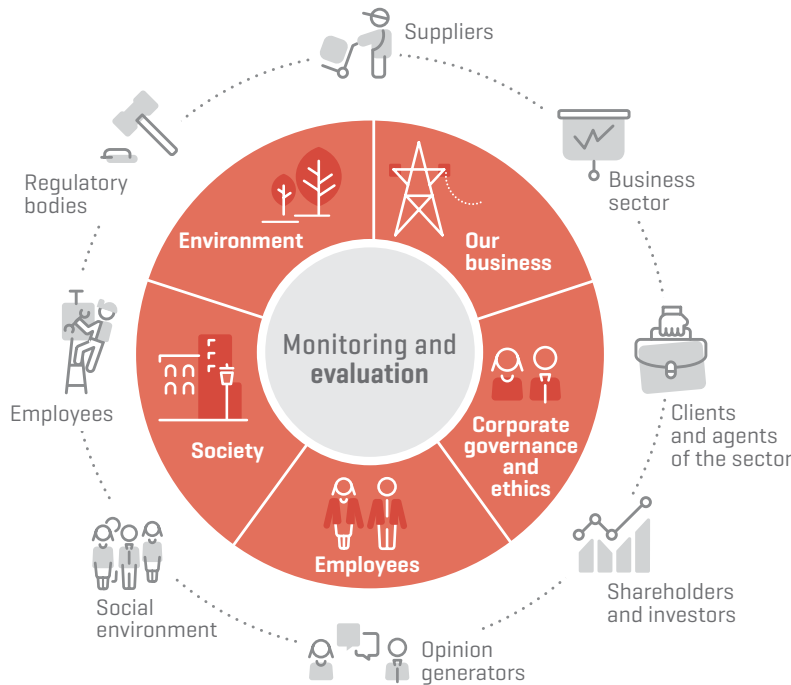 Suppliers
Business
sector
Clients
and agents
of the sector
Shareholders
and investors
Opinion
generators
Social
environment
Employees
Regulatory
bodies
Environment
Our
business
Corporate
governance
and
ethics
Employees
Society
Monitoring and
evaluation